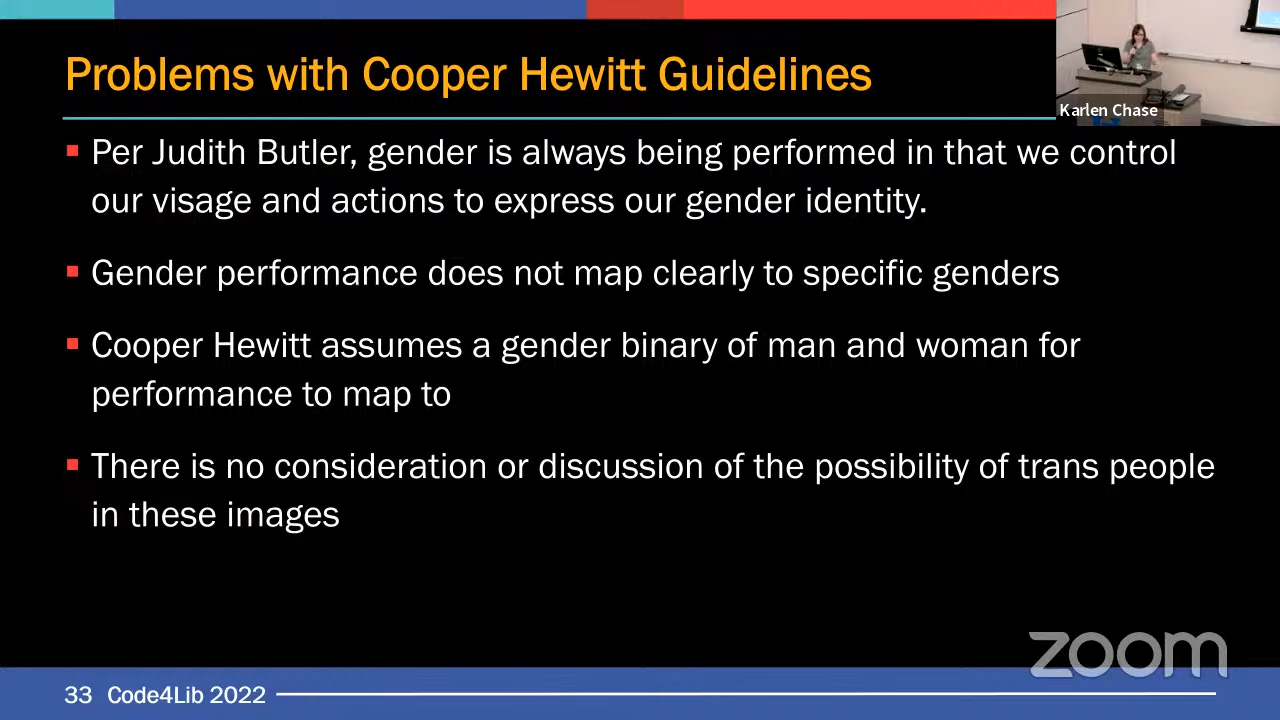 Problems with Cooper Hewitt Guidelines
Karlen Chase
▪ Per Judith Butler, gender is always being performed in that we control
our visage and actions to express our gender identity.
▪ Gender performance does not map clearly to specific genders
▪ Cooper Hewitt assumes a gender binary of man and woman for
performance to map to
▪ There is no consideration or discussion of the possibility of trans people
in these images
zoom
33 Code4Lib 2022